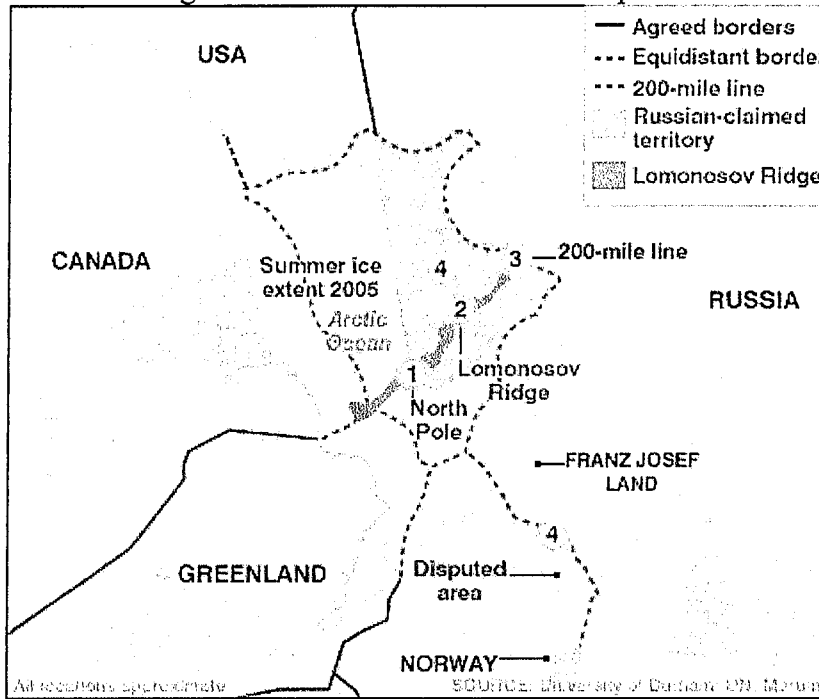 Agreed borders
Equidistant border
200-mile line
Russian-claimed
territory
Lomonosov Ridge
USA
CANADA
Summer ice
extent 2005
Arctic
Ocean
4
3
200-mile line
RUSSIA
2
1
Lomonosov
Ridge
North
Pole
FRANZ JOSEF
LAND
4
GREENLAND
Disputed
area
NORWAY
All locations approximate
SOURCE: University of Durham, UN,